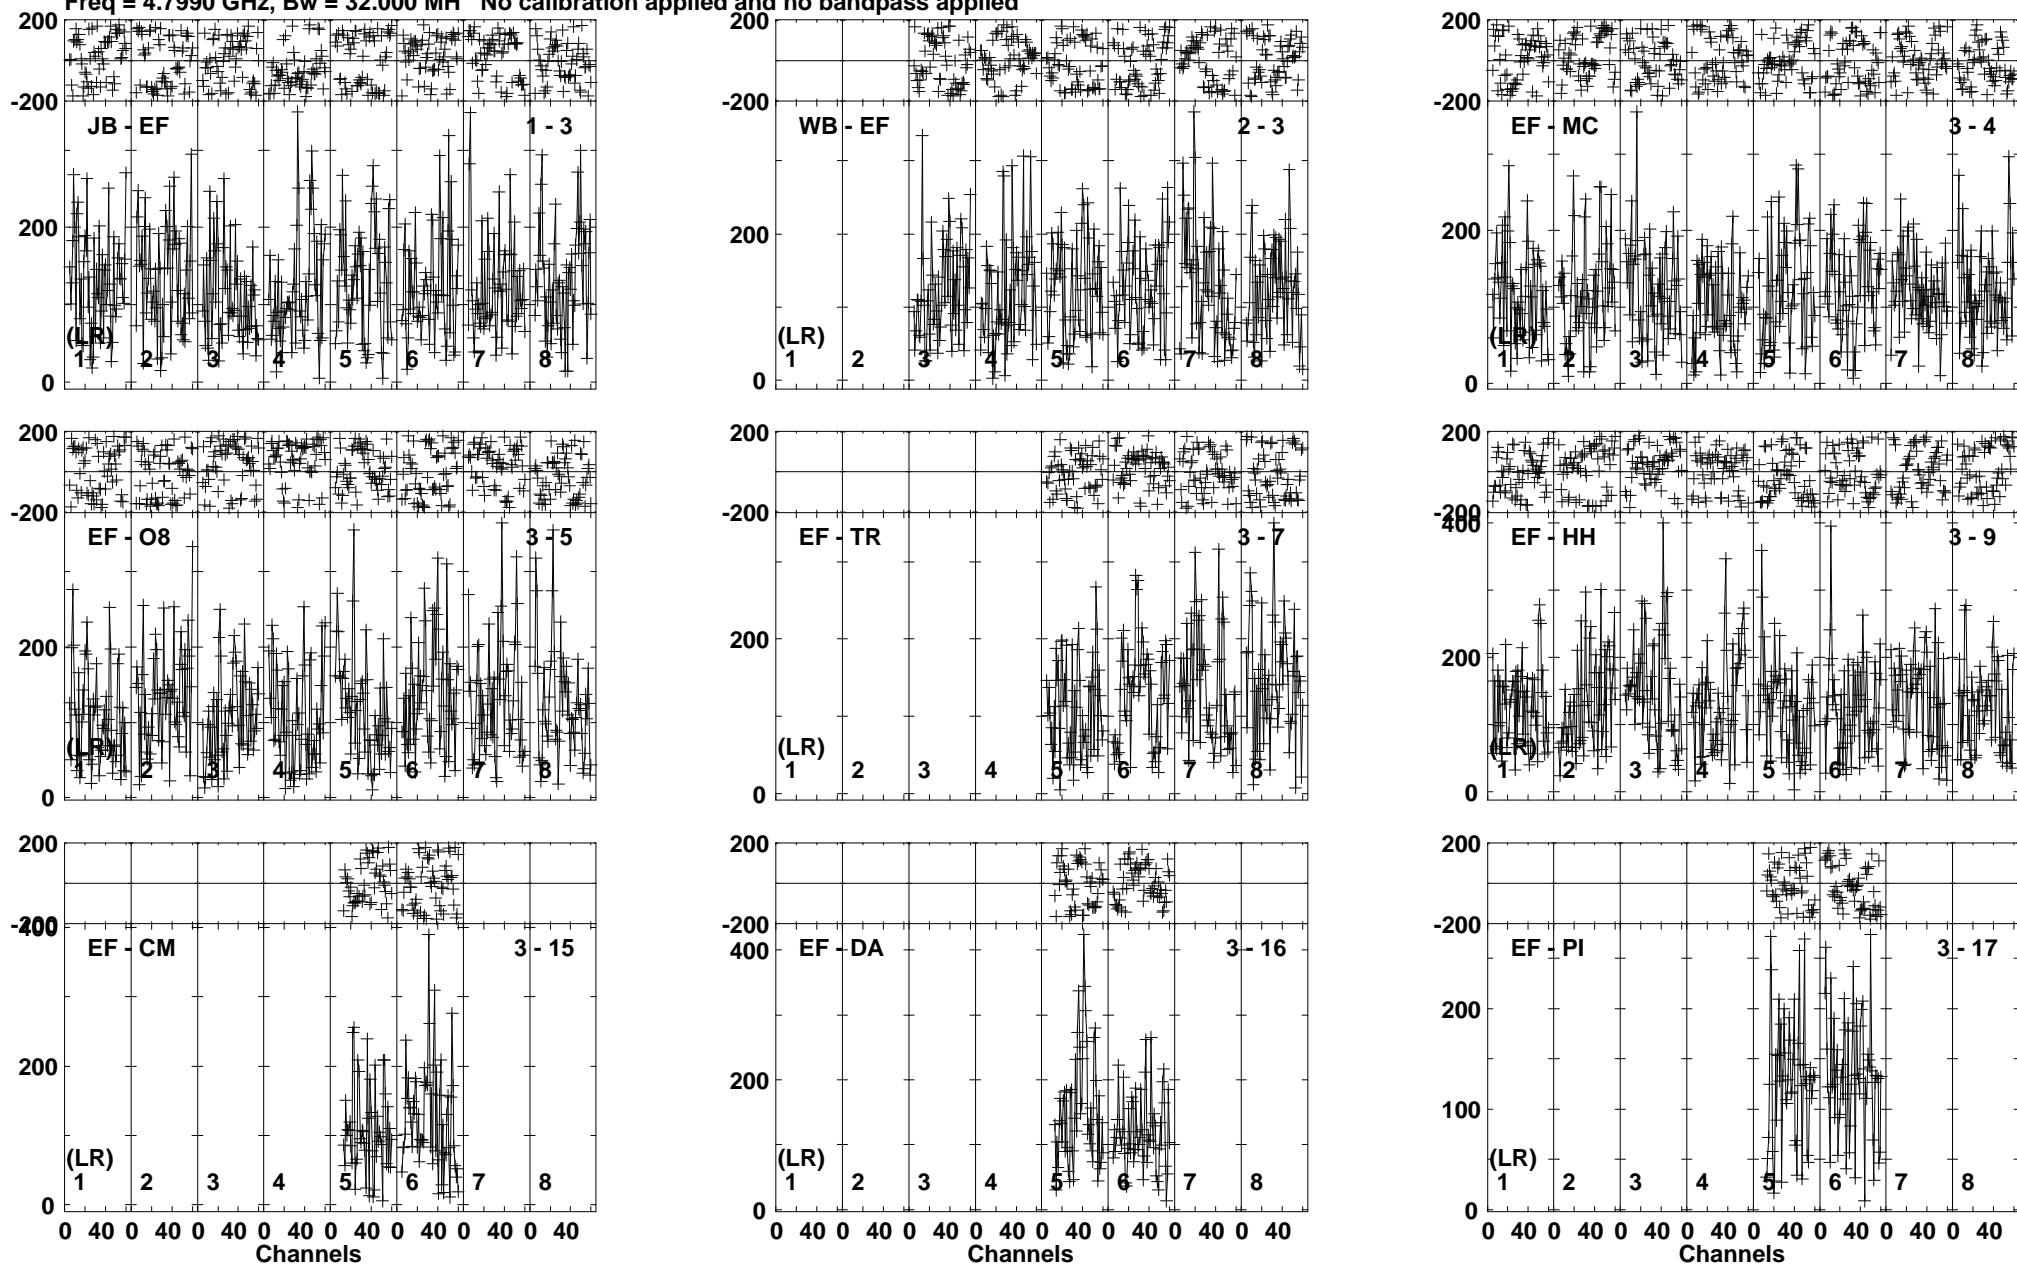 Freq = 4.7990 GHz, Bw = 32.000 MH No calibration applied and no bandpass applied
200 200 200
-200 -200 -200
JB - EF 1 - 3 WB - EF 2 - 3 EF - MC 3 - 4
200 200 200
(LR) (LR) (LR)
1 2 3 4 5 6 7 8 1 2 3 4 5 6 7 8 1 2 3 4 5 6 7 8
0 0 0
200 200 200
-200 -200 -200
400
EF - O8 3 - 5 EF - TR 3 - 7 EF - HH 3 - 9
200 200 200
(LR) (LR) (LR)
1 2 3 4 5 6 7 8 1 2 3 4 5 6 7 8 1 2 3 4 5 6 7 8
0 0 0
200 200 200
-200 -200 -200
400
EF - CM 3 - 15 EF - DA 3 - 16 EF - PI 3 - 17
400
200 200 200
100
(LR) (LR) (LR)
1 2 3 4 5 6 7 8 1 2 3 4 5 6 7 8 1 2 3 4 5 6 7 8
0 0 0
0 40 0 40 0 40 0 40 0 40 0 40 0 40 0 40 0 40 0 40 0 40 0 40 0 40 0 40 0 40 0 40 0 40 0 40 0 40 0 40 0 40 0 40 0 40 0 40
Channels Channels Channels